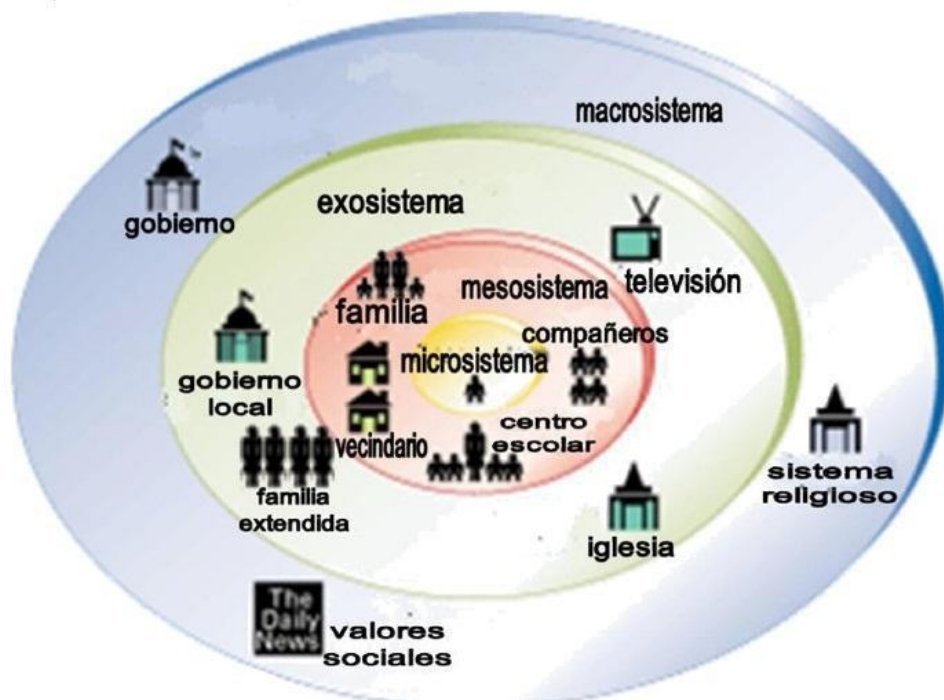 macrosistema
gobierno
exosistema
televisión
familia
mesosistema
compañeros
microsistema
gobierno
local
vecindario
centro
escolar
familia
extendida
iglesia
sistema
religioso
The
Daily
News
valores
sociales